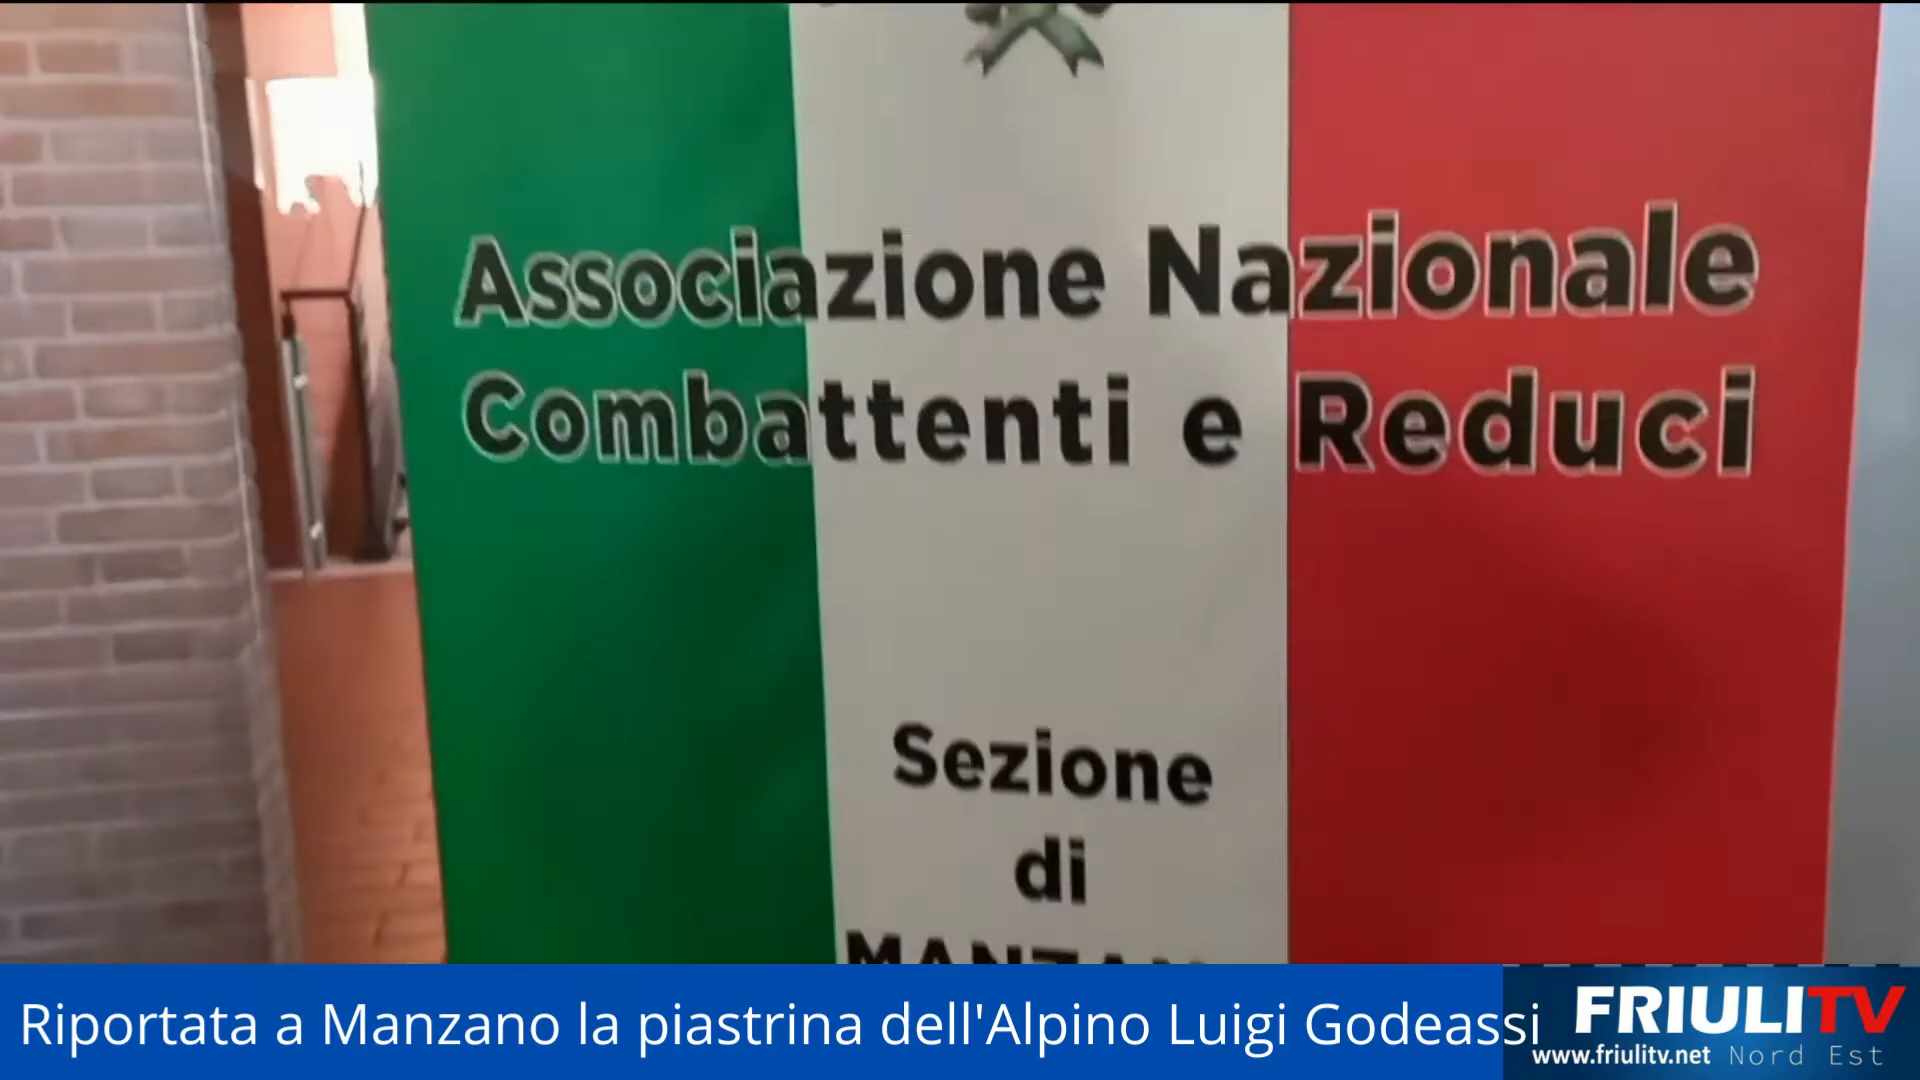 Associazione Nazionale
Combattenti e Reduci
Sezione
di
Riportata a Manzano la piastrina dell'Alpino Luigi Godeassi
FRIULITV
www.friulitv.net Nord Est